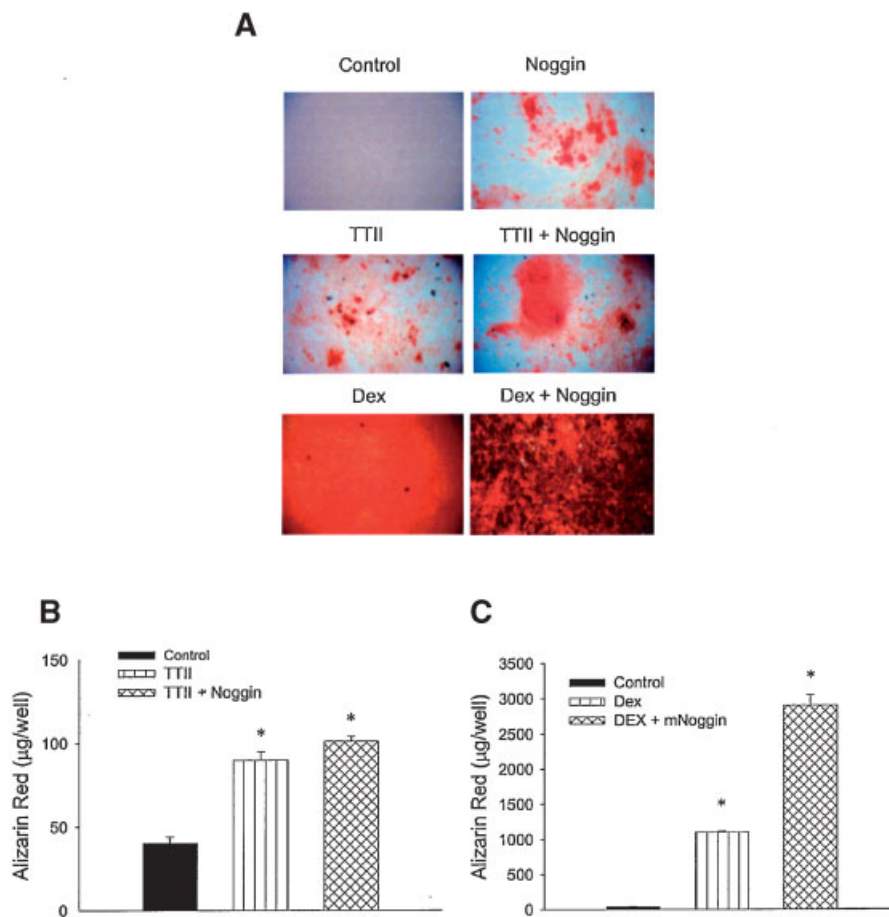 A
Control Noggin
TTII TTII + Noggin
Dex Dex + Noggin
B
Control
TTII
TTII + Noggin
150
100
50
0
Alizarin Red (µg/well)
*
*
C
Control
Dex
DEX + mNoggin
3500
3000
2500
2000
1500
1000
500
0
Alizarin Red (µg/well)
*
*